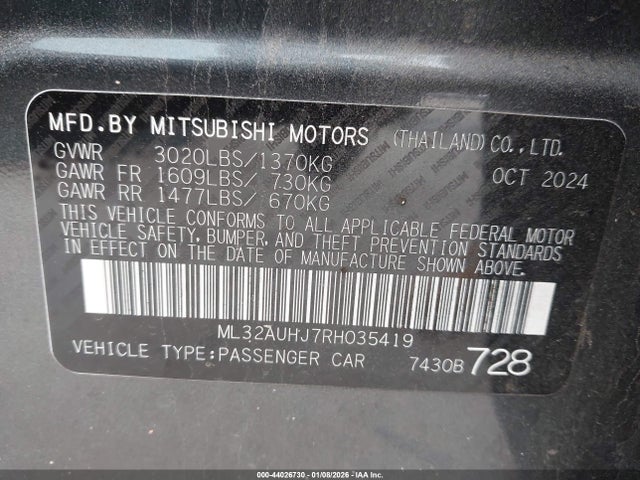 MFD.BY MITSUBISHI MOTORS (THAILAND)CO.,LTD.
GVWR 3020LBS/1370KG OCT 2024
GAWR FR 1609LBS/ 730KG
GAWR RR 1477LBS/ 670KG
THIS VEHICLE CONFORMS TO ALL APPLICABLE FEDERAL MOTOR
VEHICLE SAFETY, BUMPER, AND THEFT PREVENTION STANDARDS
IN EFFECT ON THE DATE OF MANUFACTURE SHOWN ABOVE.
ML32AUHJ7RH035419
VEHICLE TYPE:PASSENGER CAR 7430B 728
000-44026730 - 01/08/2026 - IAA Inc.